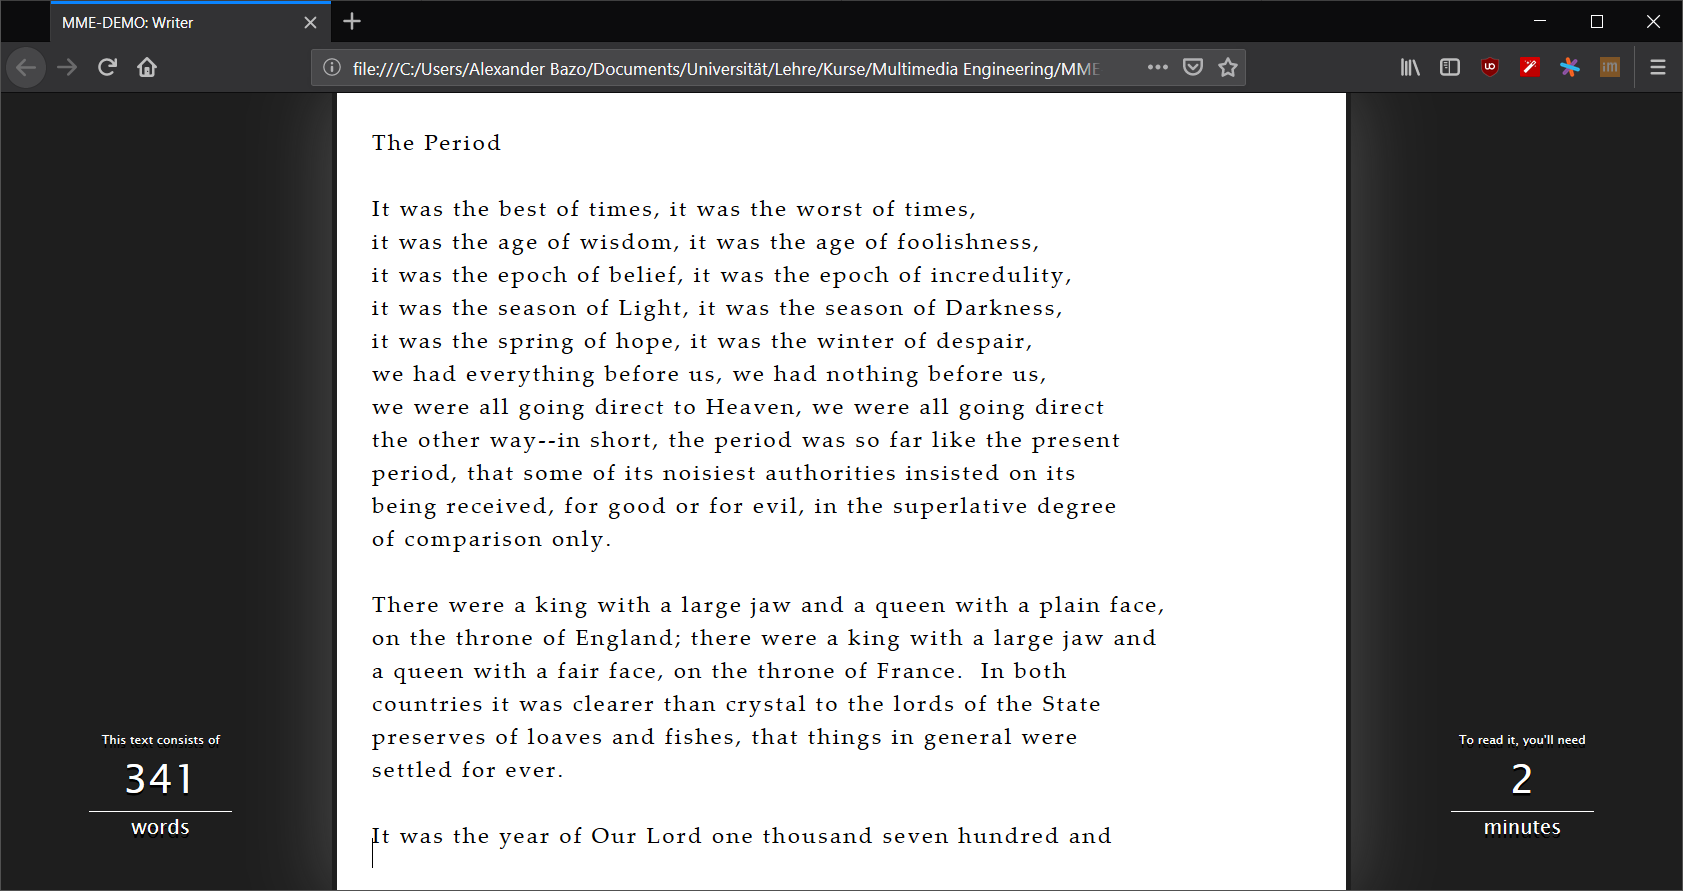 MME-DEMO: Writer
file:///C:/Users/Alexander Bazo/Documents/Universität/Lehre/Kurse/Multimedia Engineering/MME
The Period
It was the best of times, it was the worst of times,
it was the age of wisdom, it was the age of foolishness,
it was the epoch of belief, it was the epoch of incredulity,
it was the season of Light, it was the season of Darkness,
it was the spring of hope, it was the winter of despair,
we had everything before us, we had nothing before us,
we were all going direct to Heaven, we were all going direct
the other way--in short, the period was so far like the present
period, that some of its noisiest authorities insisted on its
being received, for good or for evil, in the superlative degree
of comparison only.
There were a king with a large jaw and a queen with a plain face,
on the throne of England; there were a king with a large jaw and
a queen with a fair face, on the throne of France.  In both
countries it was clearer than crystal to the lords of the State
preserves of loaves and fishes, that things in general were
settled for ever.
It was the year of Our Lord one thousand seven hundred and
This text consists of
341
words
To read it, you'll need
2
minutes